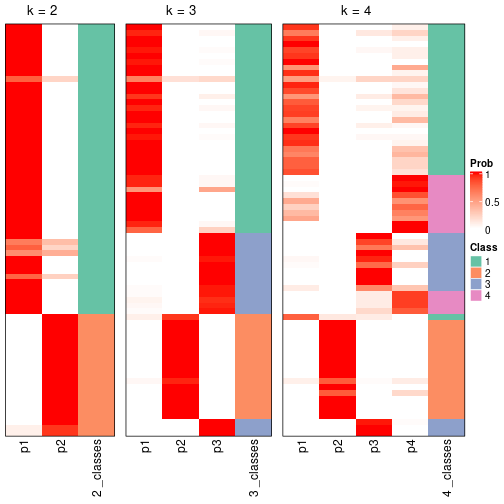 k = 2
k = 3
k = 4
Prob
1
0.5
0
Class
1
2
3
4
p1
p2
2_classes
p1
p2
p3
3_classes
p1
p2
p3
p4
4_classes